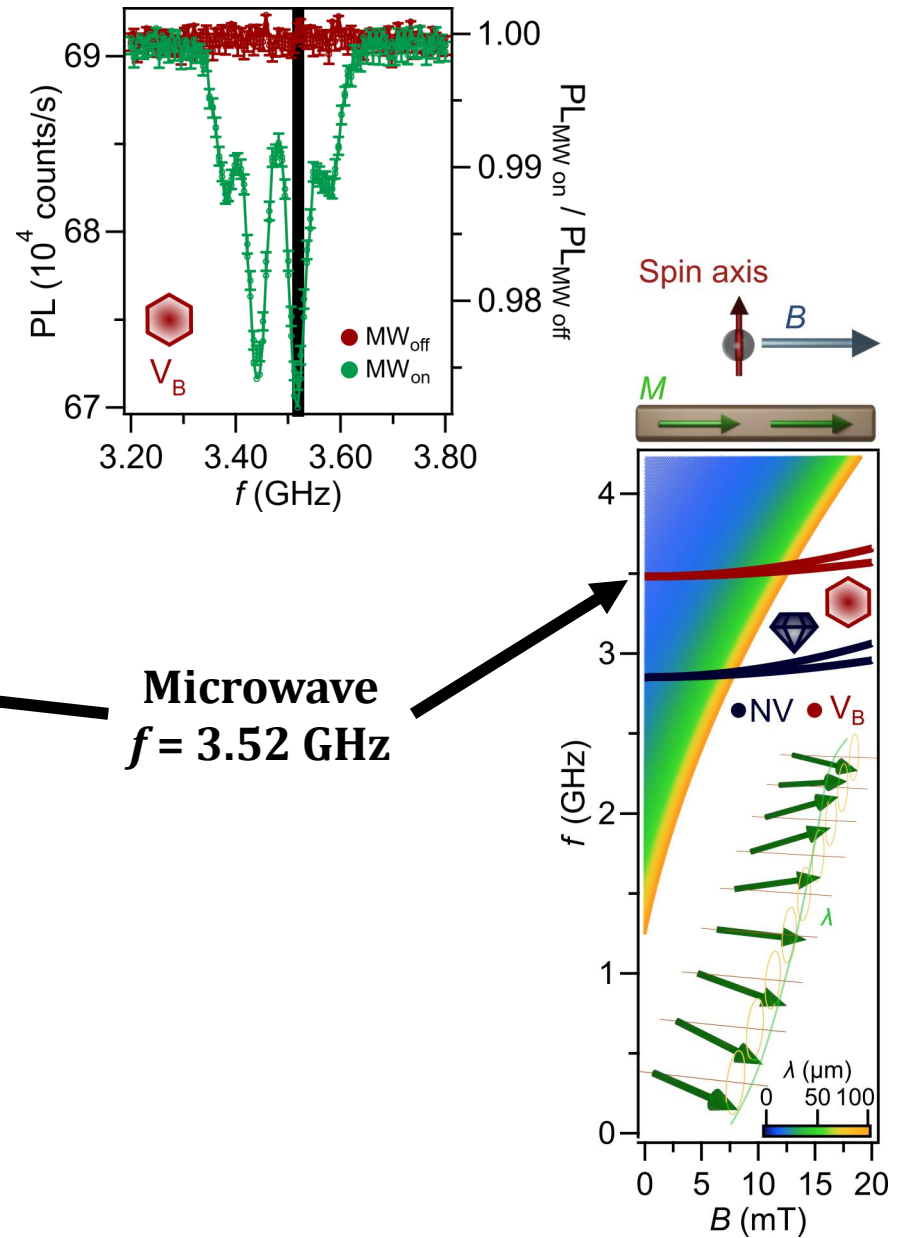 69
68
67
PL (10⁴ counts/s)
1.00
0.99
0.98
PL_MW on / PL_MW off
V_B
MW_off
MW_on
3.20 3.40 3.60 3.80
f (GHz)
Spin axis
B
M
Microwave
f = 3.52 GHz
4
3
2
1
0
f (GHz)
NV V_B
λ
λ (μm)
0 50 100
0 5 10 15 20
B (mT)